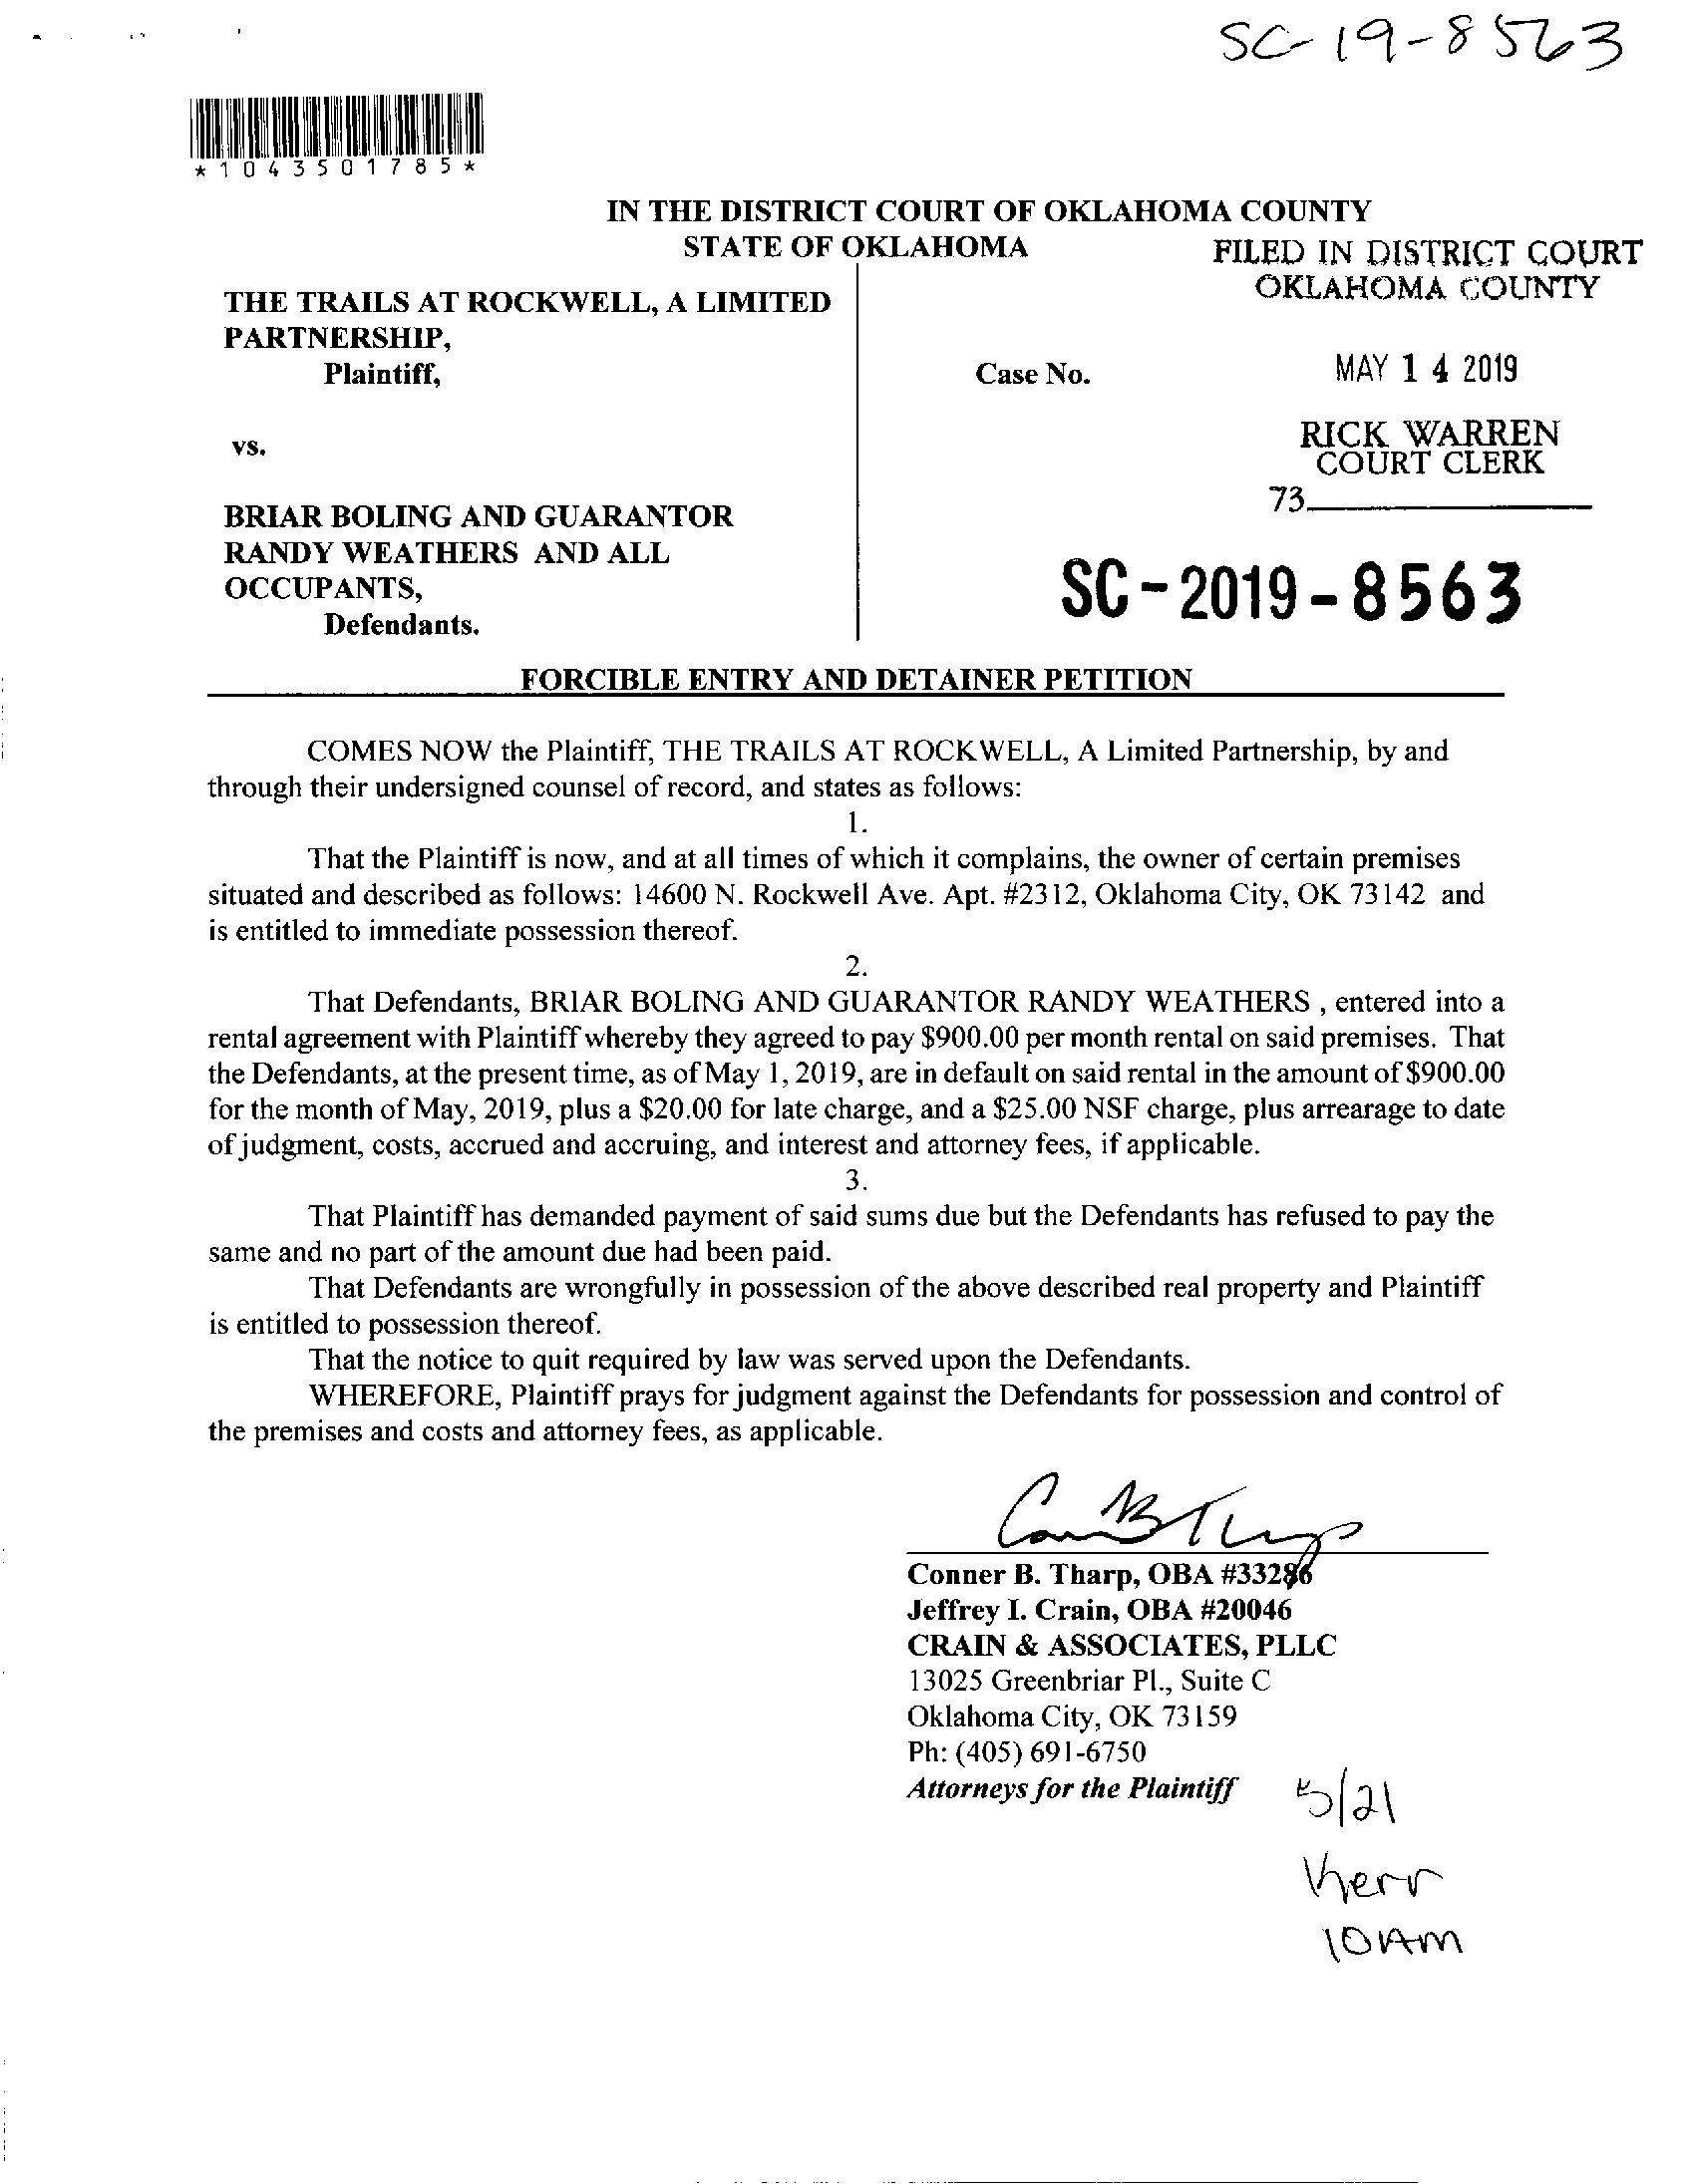 SC-19-8563
*1043501785*
IN THE DISTRICT COURT OF OKLAHOMA COUNTY
STATE OF OKLAHOMA
FILED IN DISTRICT COURT
OKLAHOMA COUNTY
THE TRAILS AT ROCKWELL, A LIMITED
PARTNERSHIP,
Plaintiff,
Case No.
MAY 14 2019
vs.
RICK WARREN
COURT CLERK
73
BRIAR BOLING AND GUARANTOR
RANDY WEATHERS AND ALL
OCCUPANTS,
Defendants.
SC-2019-8563
FORCIBLE ENTRY AND DETAINER PETITION
COMES NOW the Plaintiff, THE TRAILS AT ROCKWELL, A Limited Partnership, by and
through their undersigned counsel of record, and states as follows:
1.
That the Plaintiff is now, and at all times of which it complains, the owner of certain premises
situated and described as follows: 14600 N. Rockwell Ave. Apt. #2312, Oklahoma City, OK 73142 and
is entitled to immediate possession thereof.
2.
That Defendants, BRIAR BOLING AND GUARANTOR RANDY WEATHERS , entered into a
rental agreement with Plaintiff whereby they agreed to pay $900.00 per month rental on said premises. That
the Defendants, at the present time, as of May 1, 2019, are in default on said rental in the amount of $900.00
for the month of May, 2019, plus a $20.00 for late charge, and a $25.00 NSF charge, plus arrearage to date
of judgment, costs, accrued and accruing, and interest and attorney fees, if applicable.
3.
That Plaintiff has demanded payment of said sums due but the Defendants has refused to pay the
same and no part of the amount due had been paid.
That Defendants are wrongfully in possession of the above described real property and Plaintiff
is entitled to possession thereof.
That the notice to quit required by law was served upon the Defendants.
WHEREFORE, Plaintiff prays for judgment against the Defendants for possession and control of
the premises and costs and attorney fees, as applicable.
Conner B. Tharp, OBA #33286
Jeffrey I. Crain, OBA #20046
CRAIN & ASSOCIATES, PLLC
13025 Greenbriar Pl., Suite C
Oklahoma City, OK 73159
Ph: (405) 691-6750
Attorneys for the Plaintiff
5/21
Kerr
10AM